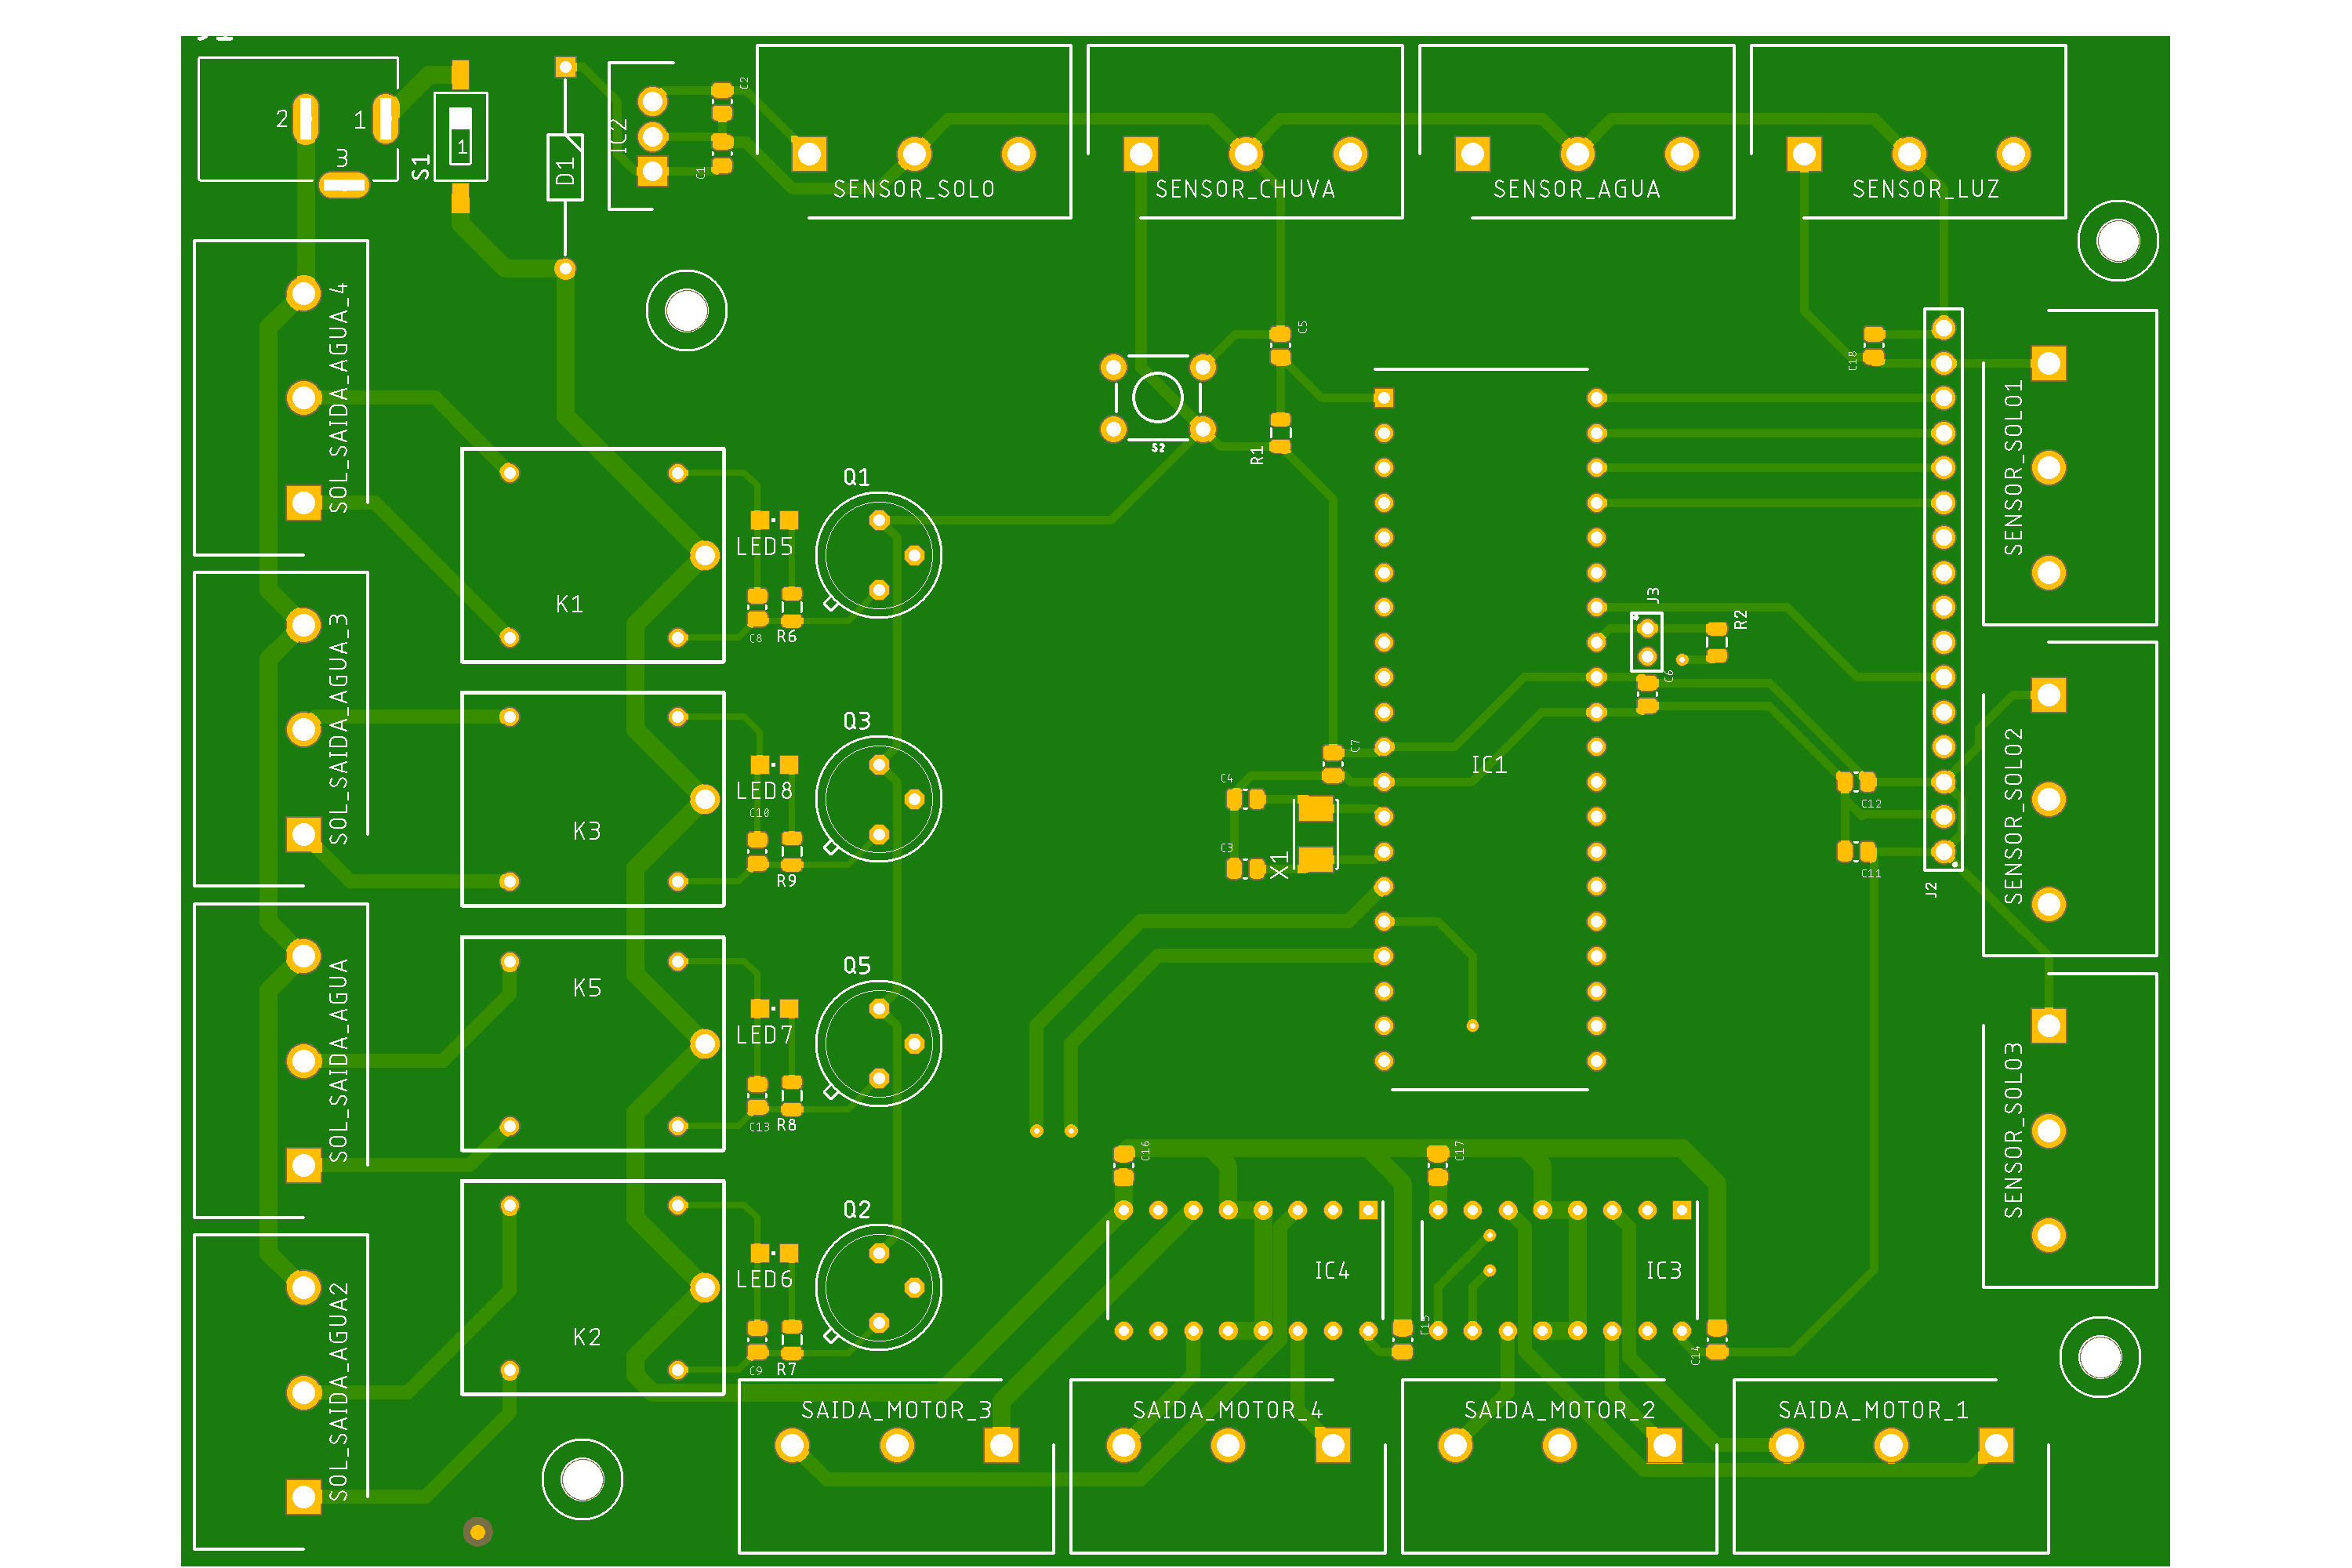 2
1
3
S1
1
D1
IC2
C2
C1
SENSOR_SOLO
SENSOR_CHUVA
SENSOR_AGUA
SENSOR_LUZ
SOL_SAIDA_AGUA_4
C5
C18
SENSOR_SOLO1
S2
R1
Q1
LED5
K1
C8
R6
J3
R2
C6
SOL_SAIDA_AGUA_3
Q3
LED8
C10
K3
R9
C7
C4
C3
X1
IC1
C12
C11
J2
SENSOR_SOLO2
SOL_SAIDA_AGUA
Q5
K5
LED7
C13
R8
C16
C17
SENSOR_SOLO3
Q2
LED6
K2
C9
R7
IC4
IC3
C15
C14
SOL_SAIDA_AGUA2
SAIDA_MOTOR_3
SAIDA_MOTOR_4
SAIDA_MOTOR_2
SAIDA_MOTOR_1